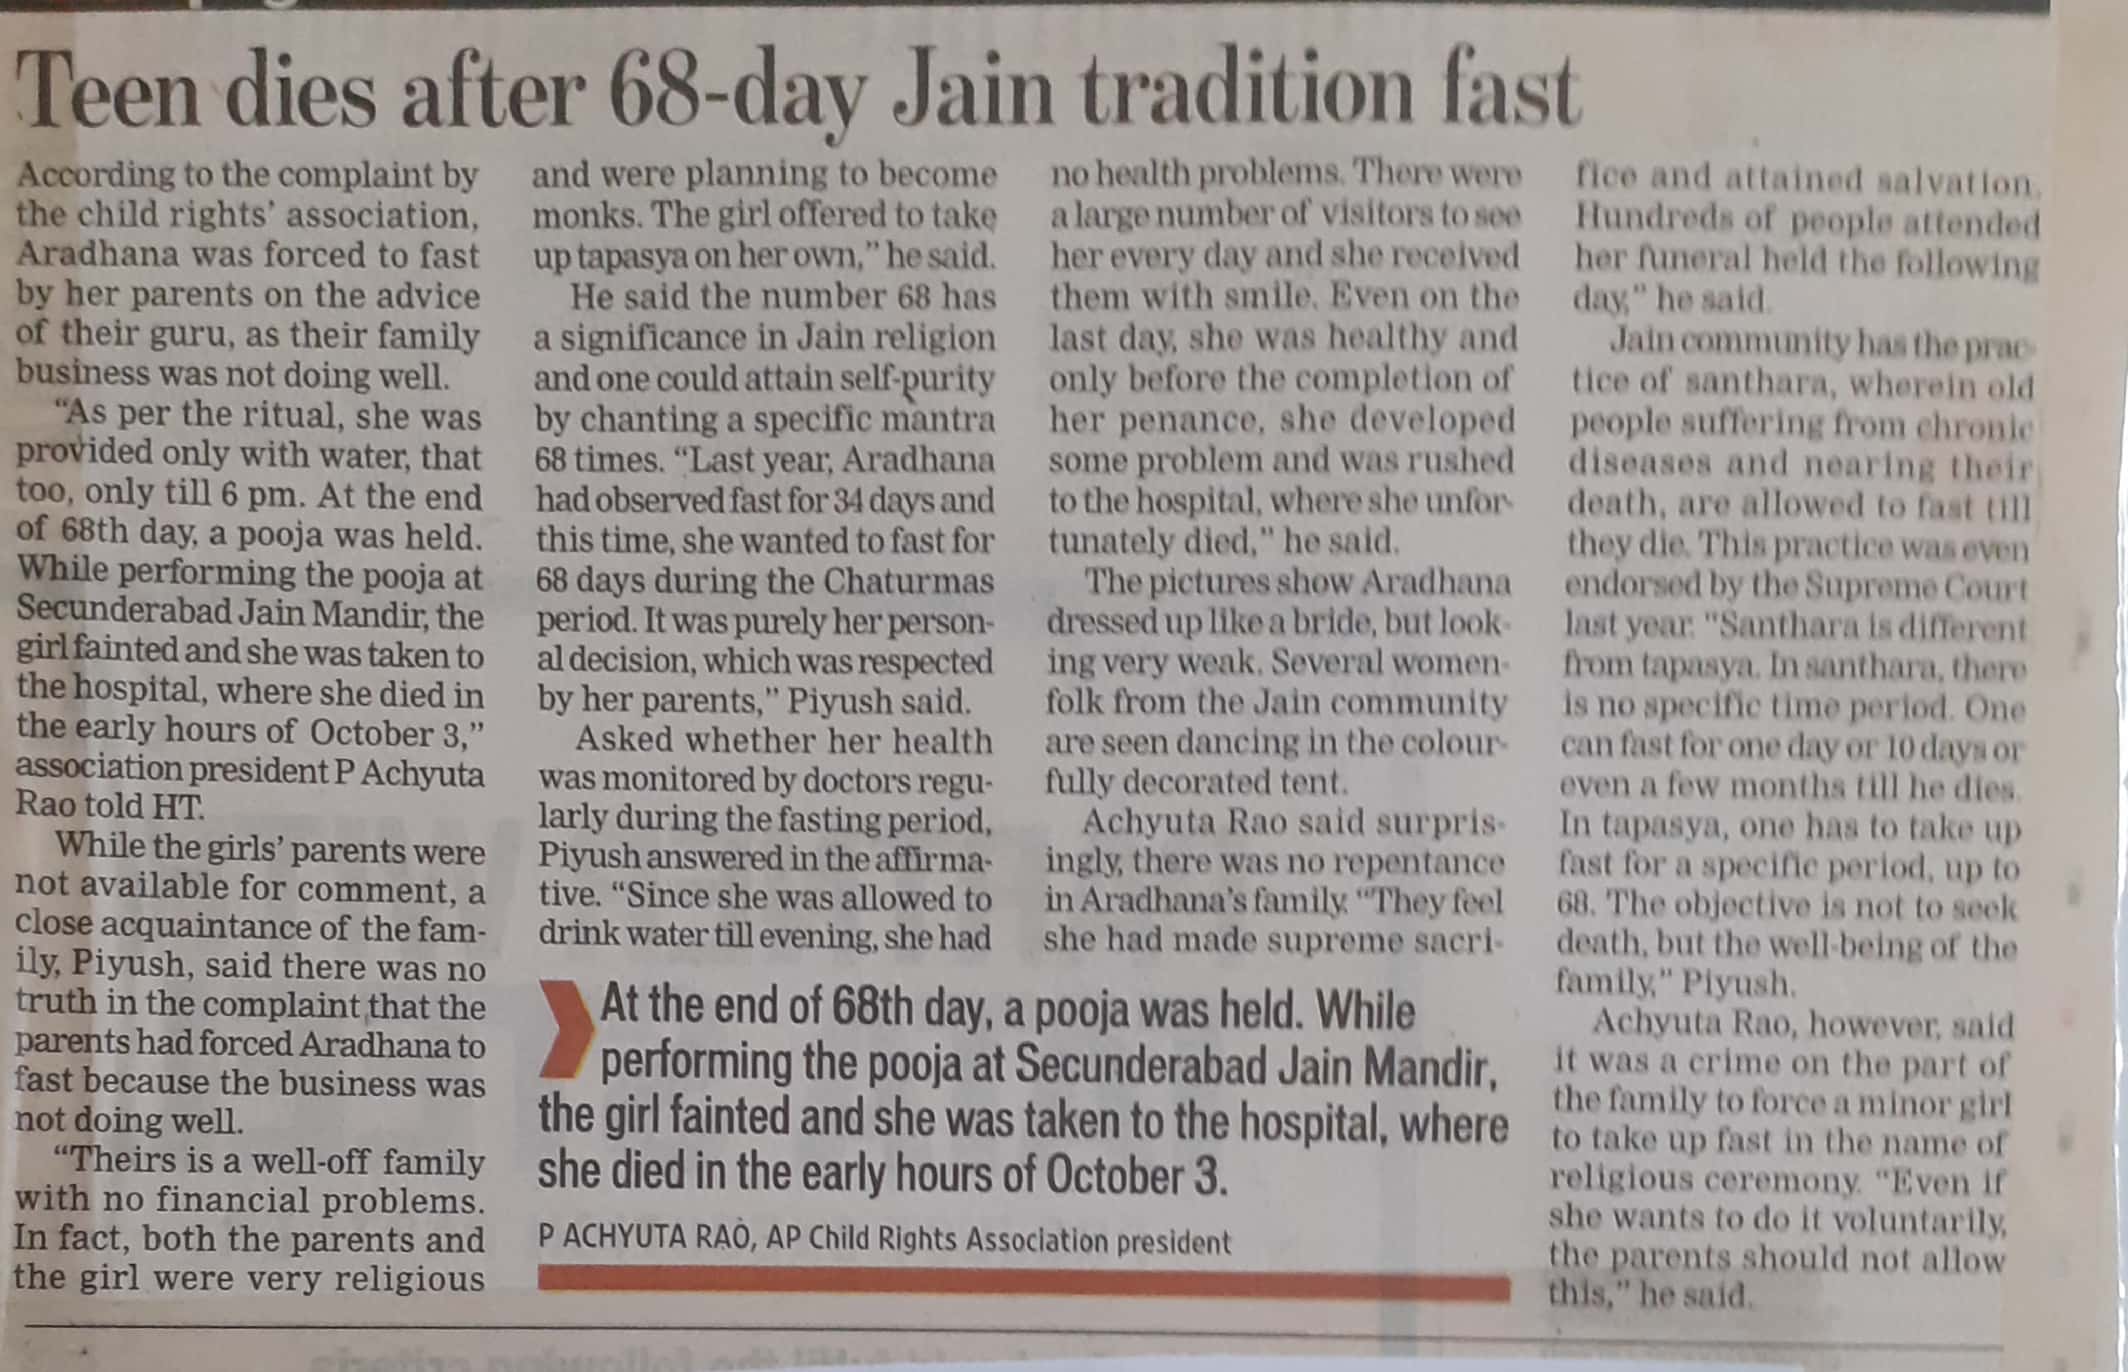 Teen dies after 68-day Jain tradition fast
According to the complaint by
the child rights’ association,
Aradhana was forced to fast
by her parents on the advice
of their guru, as their family
business was not doing well.
“As per the ritual, she was
provided only with water, that
too, only till 6 pm. At the end
of 68th day, a pooja was held.
While performing the pooja at
Secunderabad Jain Mandir, the
girl fainted and she was taken to
the hospital, where she died in
the early hours of October 3,”
association president P Achyuta
Rao told HT.
While the girls’ parents were
not available for comment, a
close acquaintance of the fam-
ily, Piyush, said there was no
truth in the complaint that the
parents had forced Aradhana to
fast because the business was
not doing well.
“Theirs is a well-off family
with no financial problems.
In fact, both the parents and
the girl were very religious
and were planning to become
monks. The girl offered to take
up tapasya on her own,” he said.
He said the number 68 has
a significance in Jain religion
and one could attain self-purity
by chanting a specific mantra
68 times. “Last year, Aradhana
had observed fast for 34 days and
this time, she wanted to fast for
68 days during the Chaturmas
period. It was purely her person-
al decision, which was respected
by her parents,” Piyush said.
Asked whether her health
was monitored by doctors regu-
larly during the fasting period,
Piyush answered in the affirma-
tive. “Since she was allowed to
drink water till evening, she had
no health problems. There were
a large number of visitors to see
her every day and she received
them with smile. Even on the
last day, she was healthy and
only before the completion of
her penance, she developed
some problem and was rushed
to the hospital, where she unfor-
tunately died,” he said.
The pictures show Aradhana
dressed up like a bride, but look-
ing very weak. Several women-
folk from the Jain community
are seen dancing in the colour-
fully decorated tent.
Achyuta Rao said surpris-
ingly, there was no repentance
in Aradhana’s family. “They feel
she had made supreme sacri-
fice and attained salvation.
Hundreds of people attended
her funeral held the following
day,” he said.
Jain community has the prac-
tice of santhara, wherein old
people suffering from chronic
diseases and nearing their
death, are allowed to fast till
they die. This practice was even
endorsed by the Supreme Court
last year. “Santhara is different
from tapasya. In santhara, there
is no specific time period. One
can fast for one day or 10 days or
even a few months till he dies.
In tapasya, one has to take up
fast for a specific period, up to
68. The objective is not to seek
death, but the well-being of the
family,” Piyush.
Achyuta Rao, however, said
it was a crime on the part of
the family to force a minor girl
to take up fast in the name of
religious ceremony. “Even if
she wants to do it voluntarily,
the parents should not allow
this,” he said.
At the end of 68th day, a pooja was held. While
performing the pooja at Secunderabad Jain Mandir,
the girl fainted and she was taken to the hospital, where
she died in the early hours of October 3.
P ACHYUTA RAO, AP Child Rights Association president